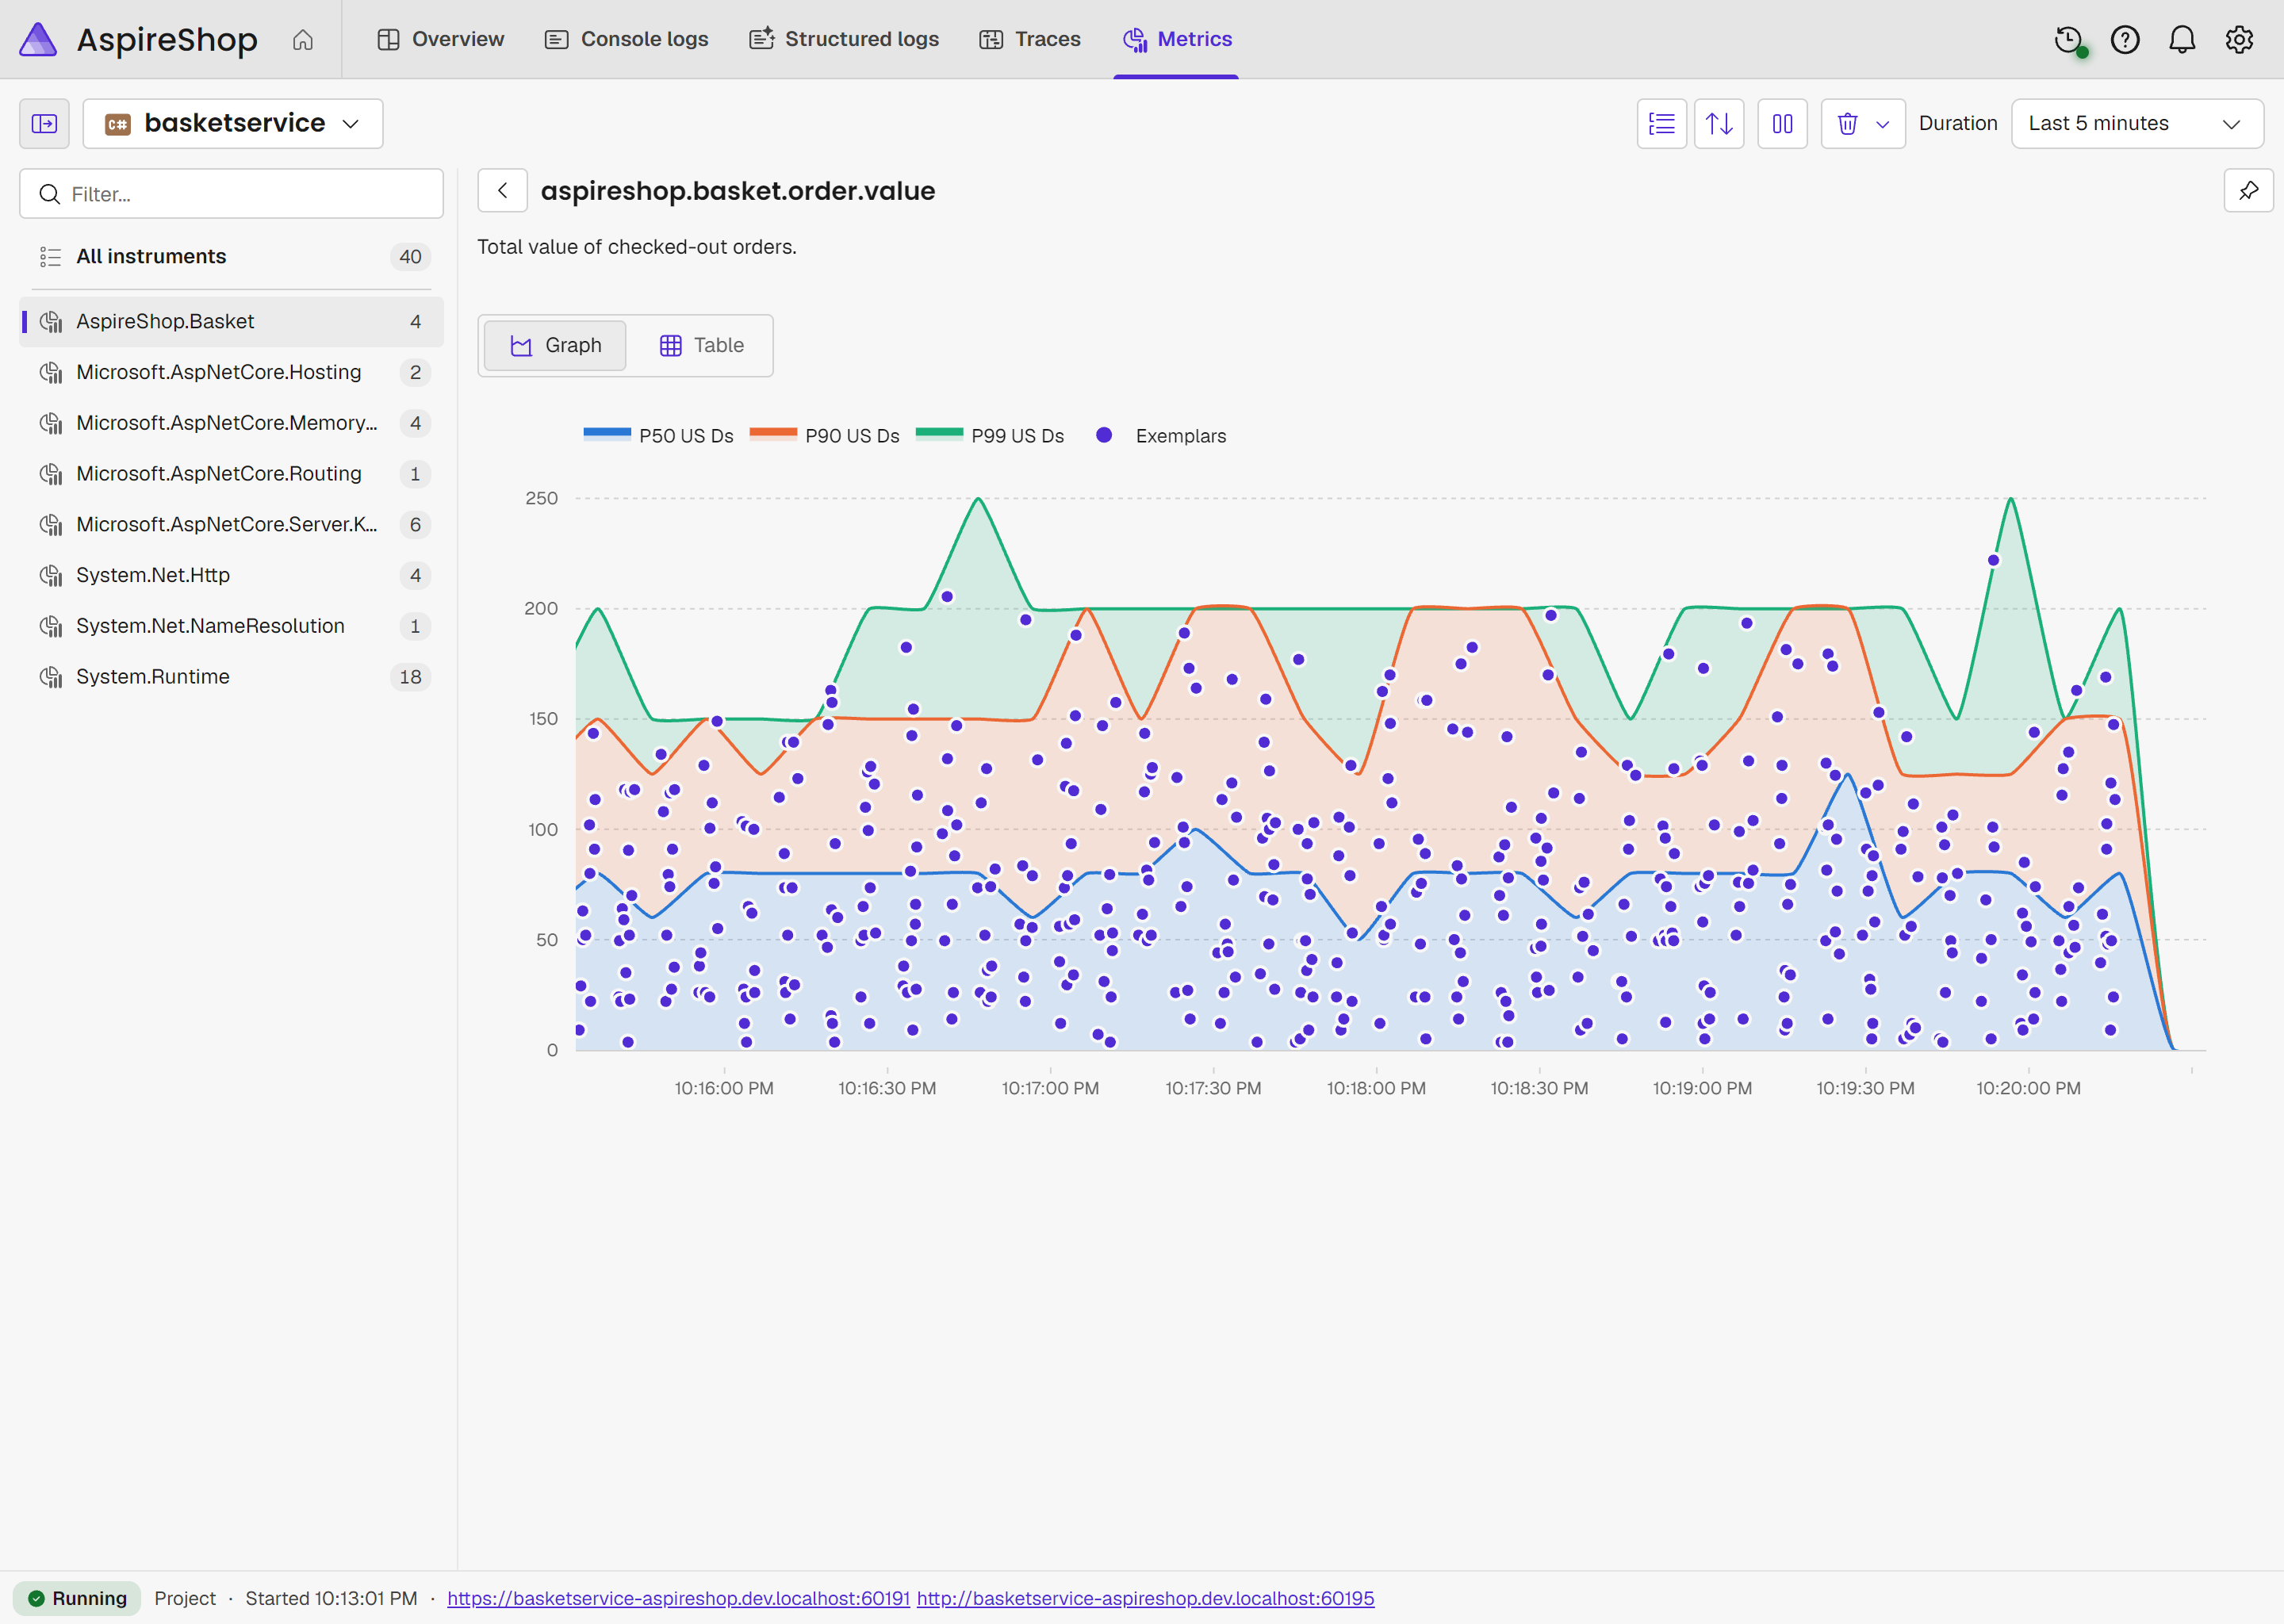 AspireShop
Overview
Console logs
Structured logs
Traces
Metrics
C# basketservice
Duration
Last 5 minutes
Filter...
All instruments 40
AspireShop.Basket 4
Microsoft.AspNetCore.Hosting 2
Microsoft.AspNetCore.Memory... 4
Microsoft.AspNetCore.Routing 1
Microsoft.AspNetCore.Server.K... 6
System.Net.Http 4
System.Net.NameResolution 1
System.Runtime 18
aspireshop.basket.order.value
Total value of checked-out orders.
Graph
Table
P50 US Ds P90 US Ds P99 US Ds Exemplars
250
200
150
100
50
0
10:16:00 PM 10:16:30 PM 10:17:00 PM 10:17:30 PM 10:18:00 PM 10:18:30 PM 10:19:00 PM 10:19:30 PM 10:20:00 PM
Running Project · Started 10:13:01 PM · https://basketservice-aspireshop.dev.localhost:60191 http://basketservice-aspireshop.dev.localhost:60195